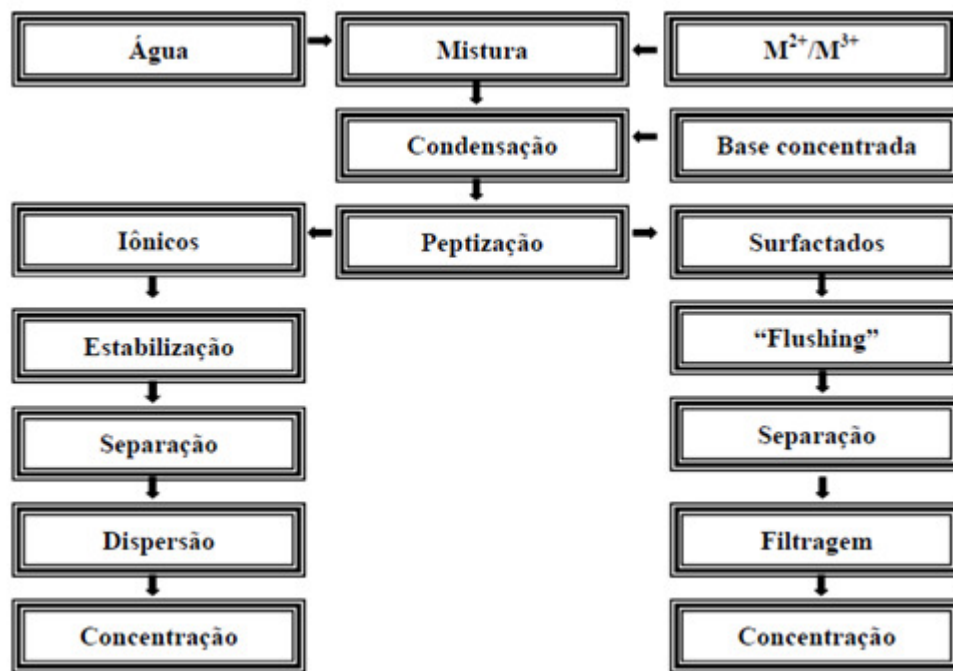 Água
Mistura
M²⁺/M³⁺
Condensação
Base concentrada
Iônicos
Peptização
Surfactados
Estabilização
“Flushing”
Separação
Separação
Dispersão
Filtragem
Concentração
Concentração